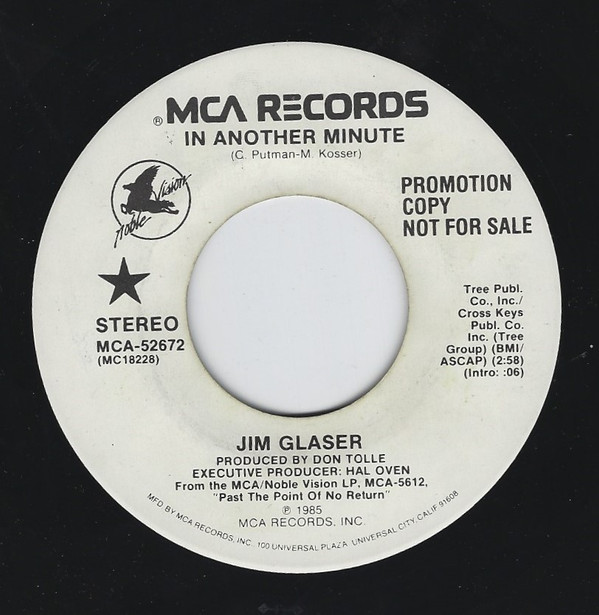 ® MCA RECORDS
IN ANOTHER MINUTE
(C. Putman-M. Kosser)
Noble Vision
PROMOTION
COPY
NOT FOR SALE
STEREO
MCA-52672
(MC18228)
Tree Publ.
Co., Inc./
Cross Keys
Publ. Co.
Inc. (Tree
Group) (BMI/
ASCAP) (2:58)
(Intro: :06)
JIM GLASER
PRODUCED BY DON TOLLE
EXECUTIVE PRODUCER: HAL OVEN
From the MCA/Noble Vision LP, MCA-5612,
"Past The Point Of No Return"
℗ 1985
MCA RECORDS, INC.
MFD BY MCA RECORDS, INC., 100 UNIVERSAL PLAZA, UNIVERSAL CITY, CALIF. 91608